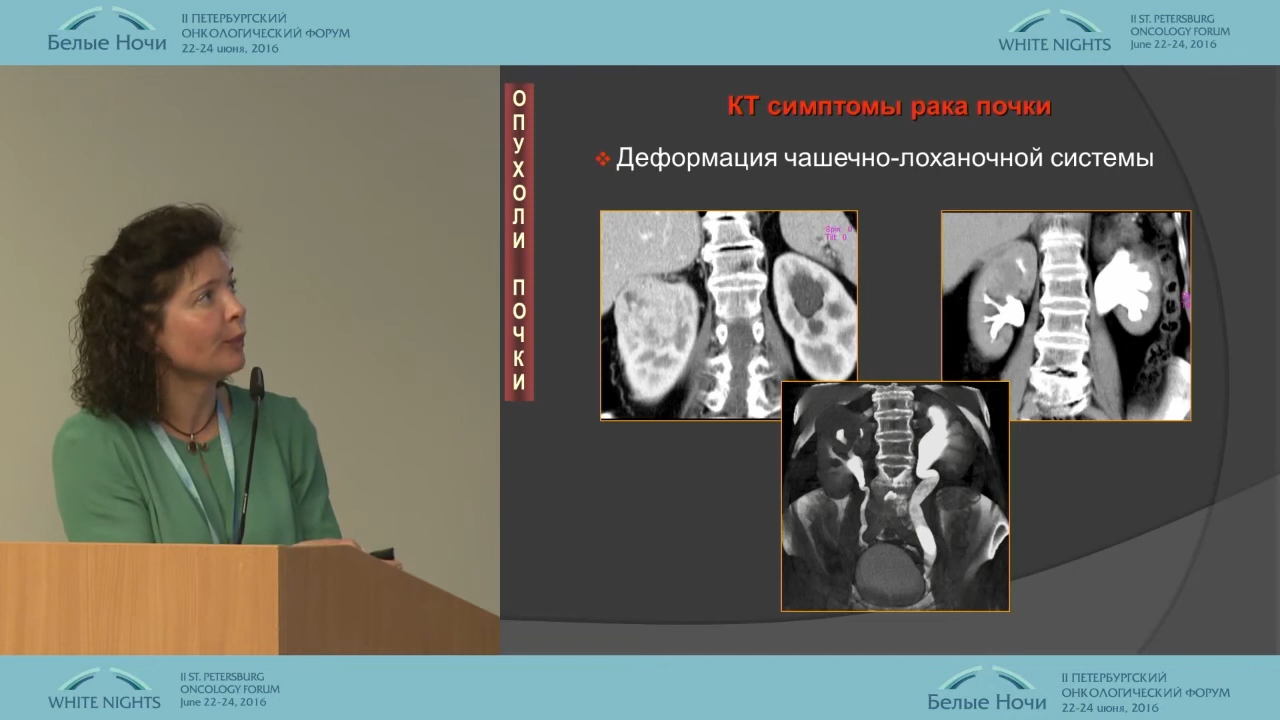 Белые Ночи
II ПЕТЕРБУРГСКИЙ
ОНКОЛОГИЧЕСКИЙ ФОРУМ
22-24 июня, 2016
WHITE NIGHTS
II ST. PETERSBURG
ONCOLOGY FORUM
June 22-24, 2016
ОПУХОЛИ ПОЧКИ
КТ симптомы рака почки
Деформация чашечно-лоханочной системы
Tilt: 0
WHITE NIGHTS
II ST. PETERSBURG
ONCOLOGY FORUM
June 22-24, 2016
Белые Ночи
II ПЕТЕРБУРГСКИЙ
ОНКОЛОГИЧЕСКИЙ ФОРУМ
22-24 июня, 2016